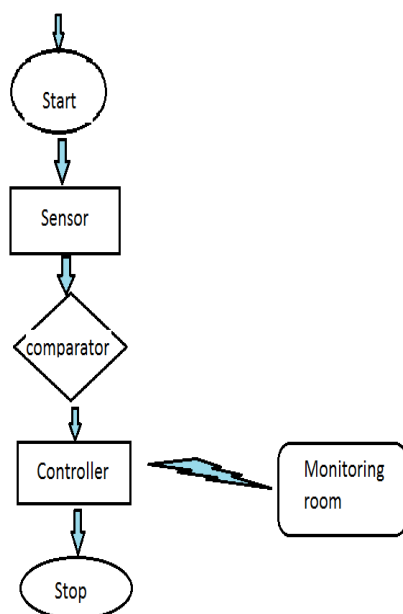 Start
Sensor
comparator
Controller
Monitoring
room
Stop